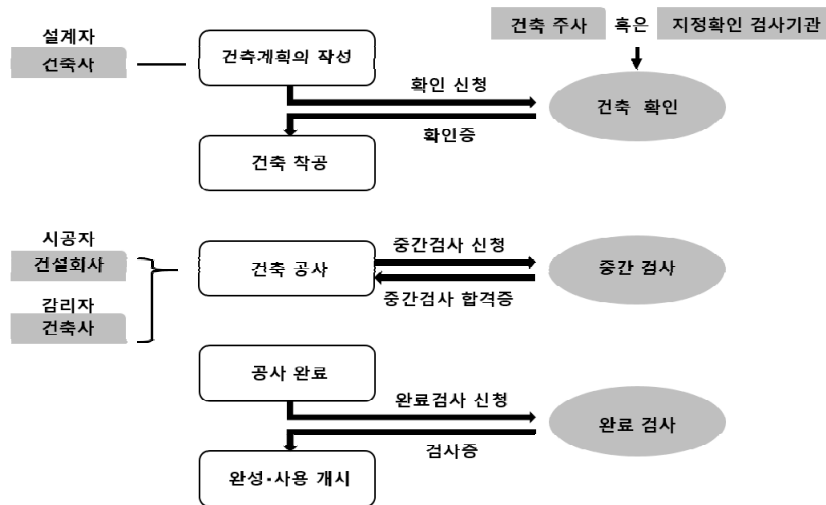 건축 주사 혹은 지정확인 검사기관
설계자
건축사
건축계획의 작성
확인 신청
건축 확인
확인증
건축 착공
시공자
건설회사
감리자
건축사
건축 공사
중간검사 신청
중간 검사
중간검사 합격증
공사 완료
완료검사 신청
완료 검사
검사증
완성·사용 개시